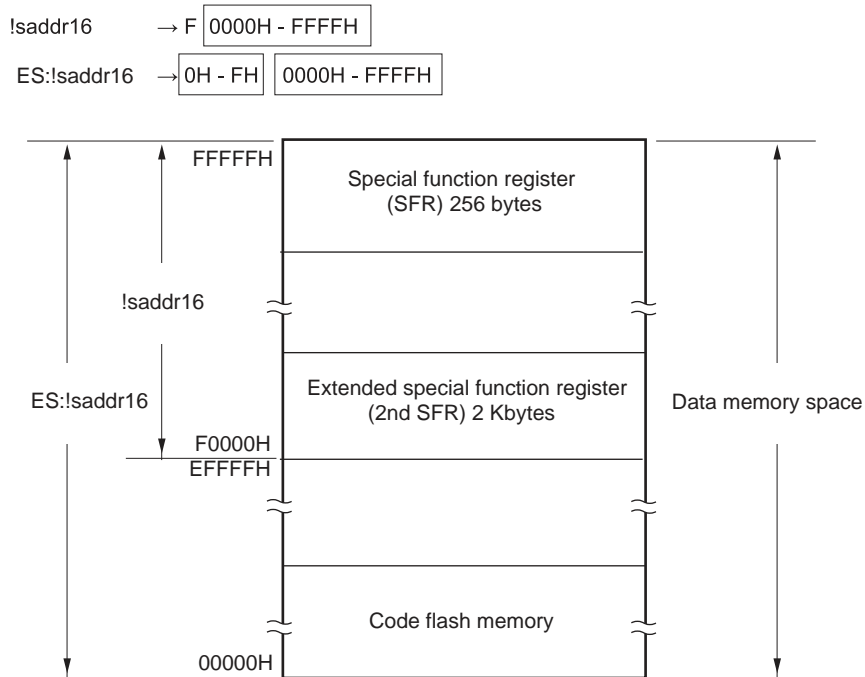 !saddr16 → F 0000H - FFFFH
ES:!saddr16 → 0H - FH 0000H - FFFFH
FFFFFH
Special function register
(SFR) 256 bytes
!saddr16
ES:!saddr16
Extended special function register
(2nd SFR) 2 Kbytes
Data memory space
F0000H
EFFFFH
Code flash memory
00000H